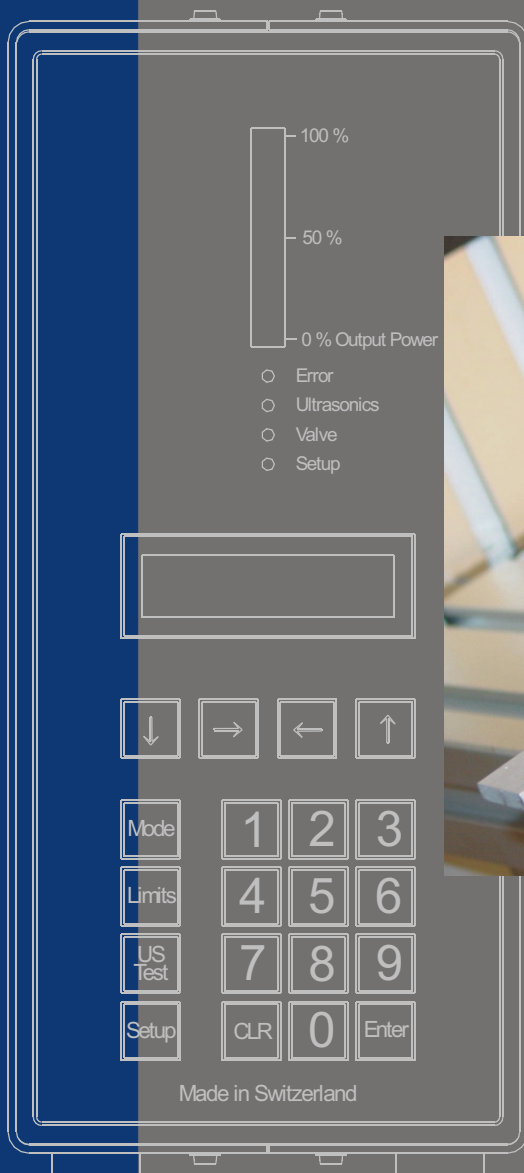 100 %
50 %
0 % Output Power
Error
Ultrasonics
Valve
Setup
↓ → ← ↑
Mode 1 2 3
Limits 4 5 6
US
Test 7 8 9
Setup CLR 0 Enter
Made in Switzerland